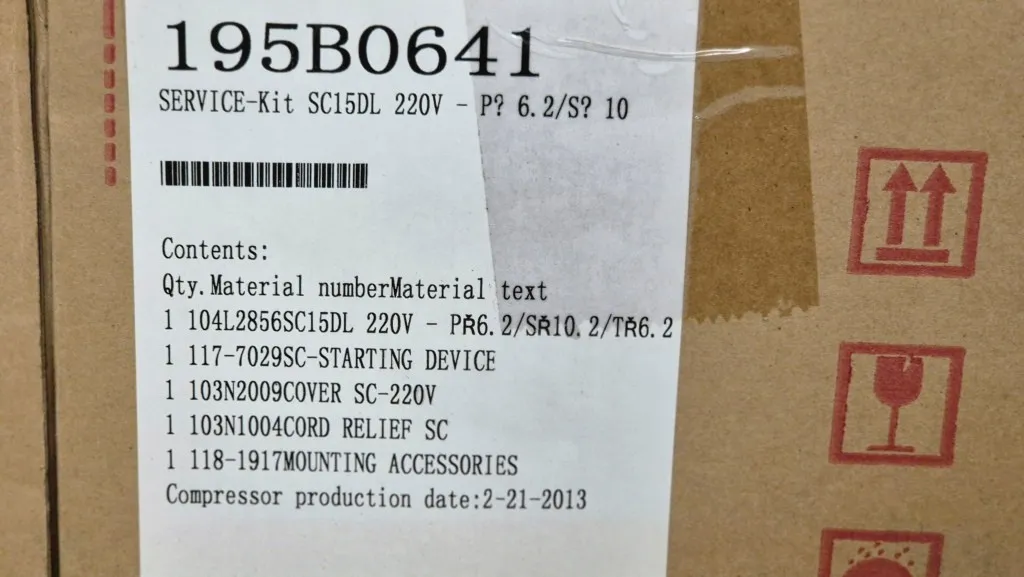 195B0641
SERVICE-Kit SC15DL 220V - P? 6.2/S? 10
Contents:
Qty.Material numberMaterial text
1 104L2856SC15DL 220V - PŘ6.2/SŘ10.2/TŘ6.2
1 117-7029SC-STARTING DEVICE
1 103N2009COVER SC-220V
1 103N1004CORD RELIEF SC
1 118-1917MOUNTING ACCESSORIES
Compressor production date:2-21-2013